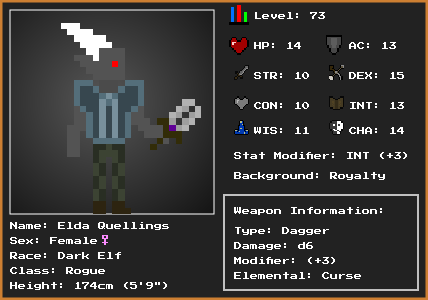 Level: 73
HP: 14
AC: 13
STR: 10
DEX: 15
CON: 10
INT: 13
WIS: 11
CHA: 14
Stat Modifier: INT (+3)
Background: Royalty
Weapon Information:
Type: Dagger
Damage: d6
Modifier: (+3)
Elemental: Curse
Name: Elda Quellings
Sex: Female♀
Race: Dark Elf
Class: Rogue
Height: 174cm (5'9")